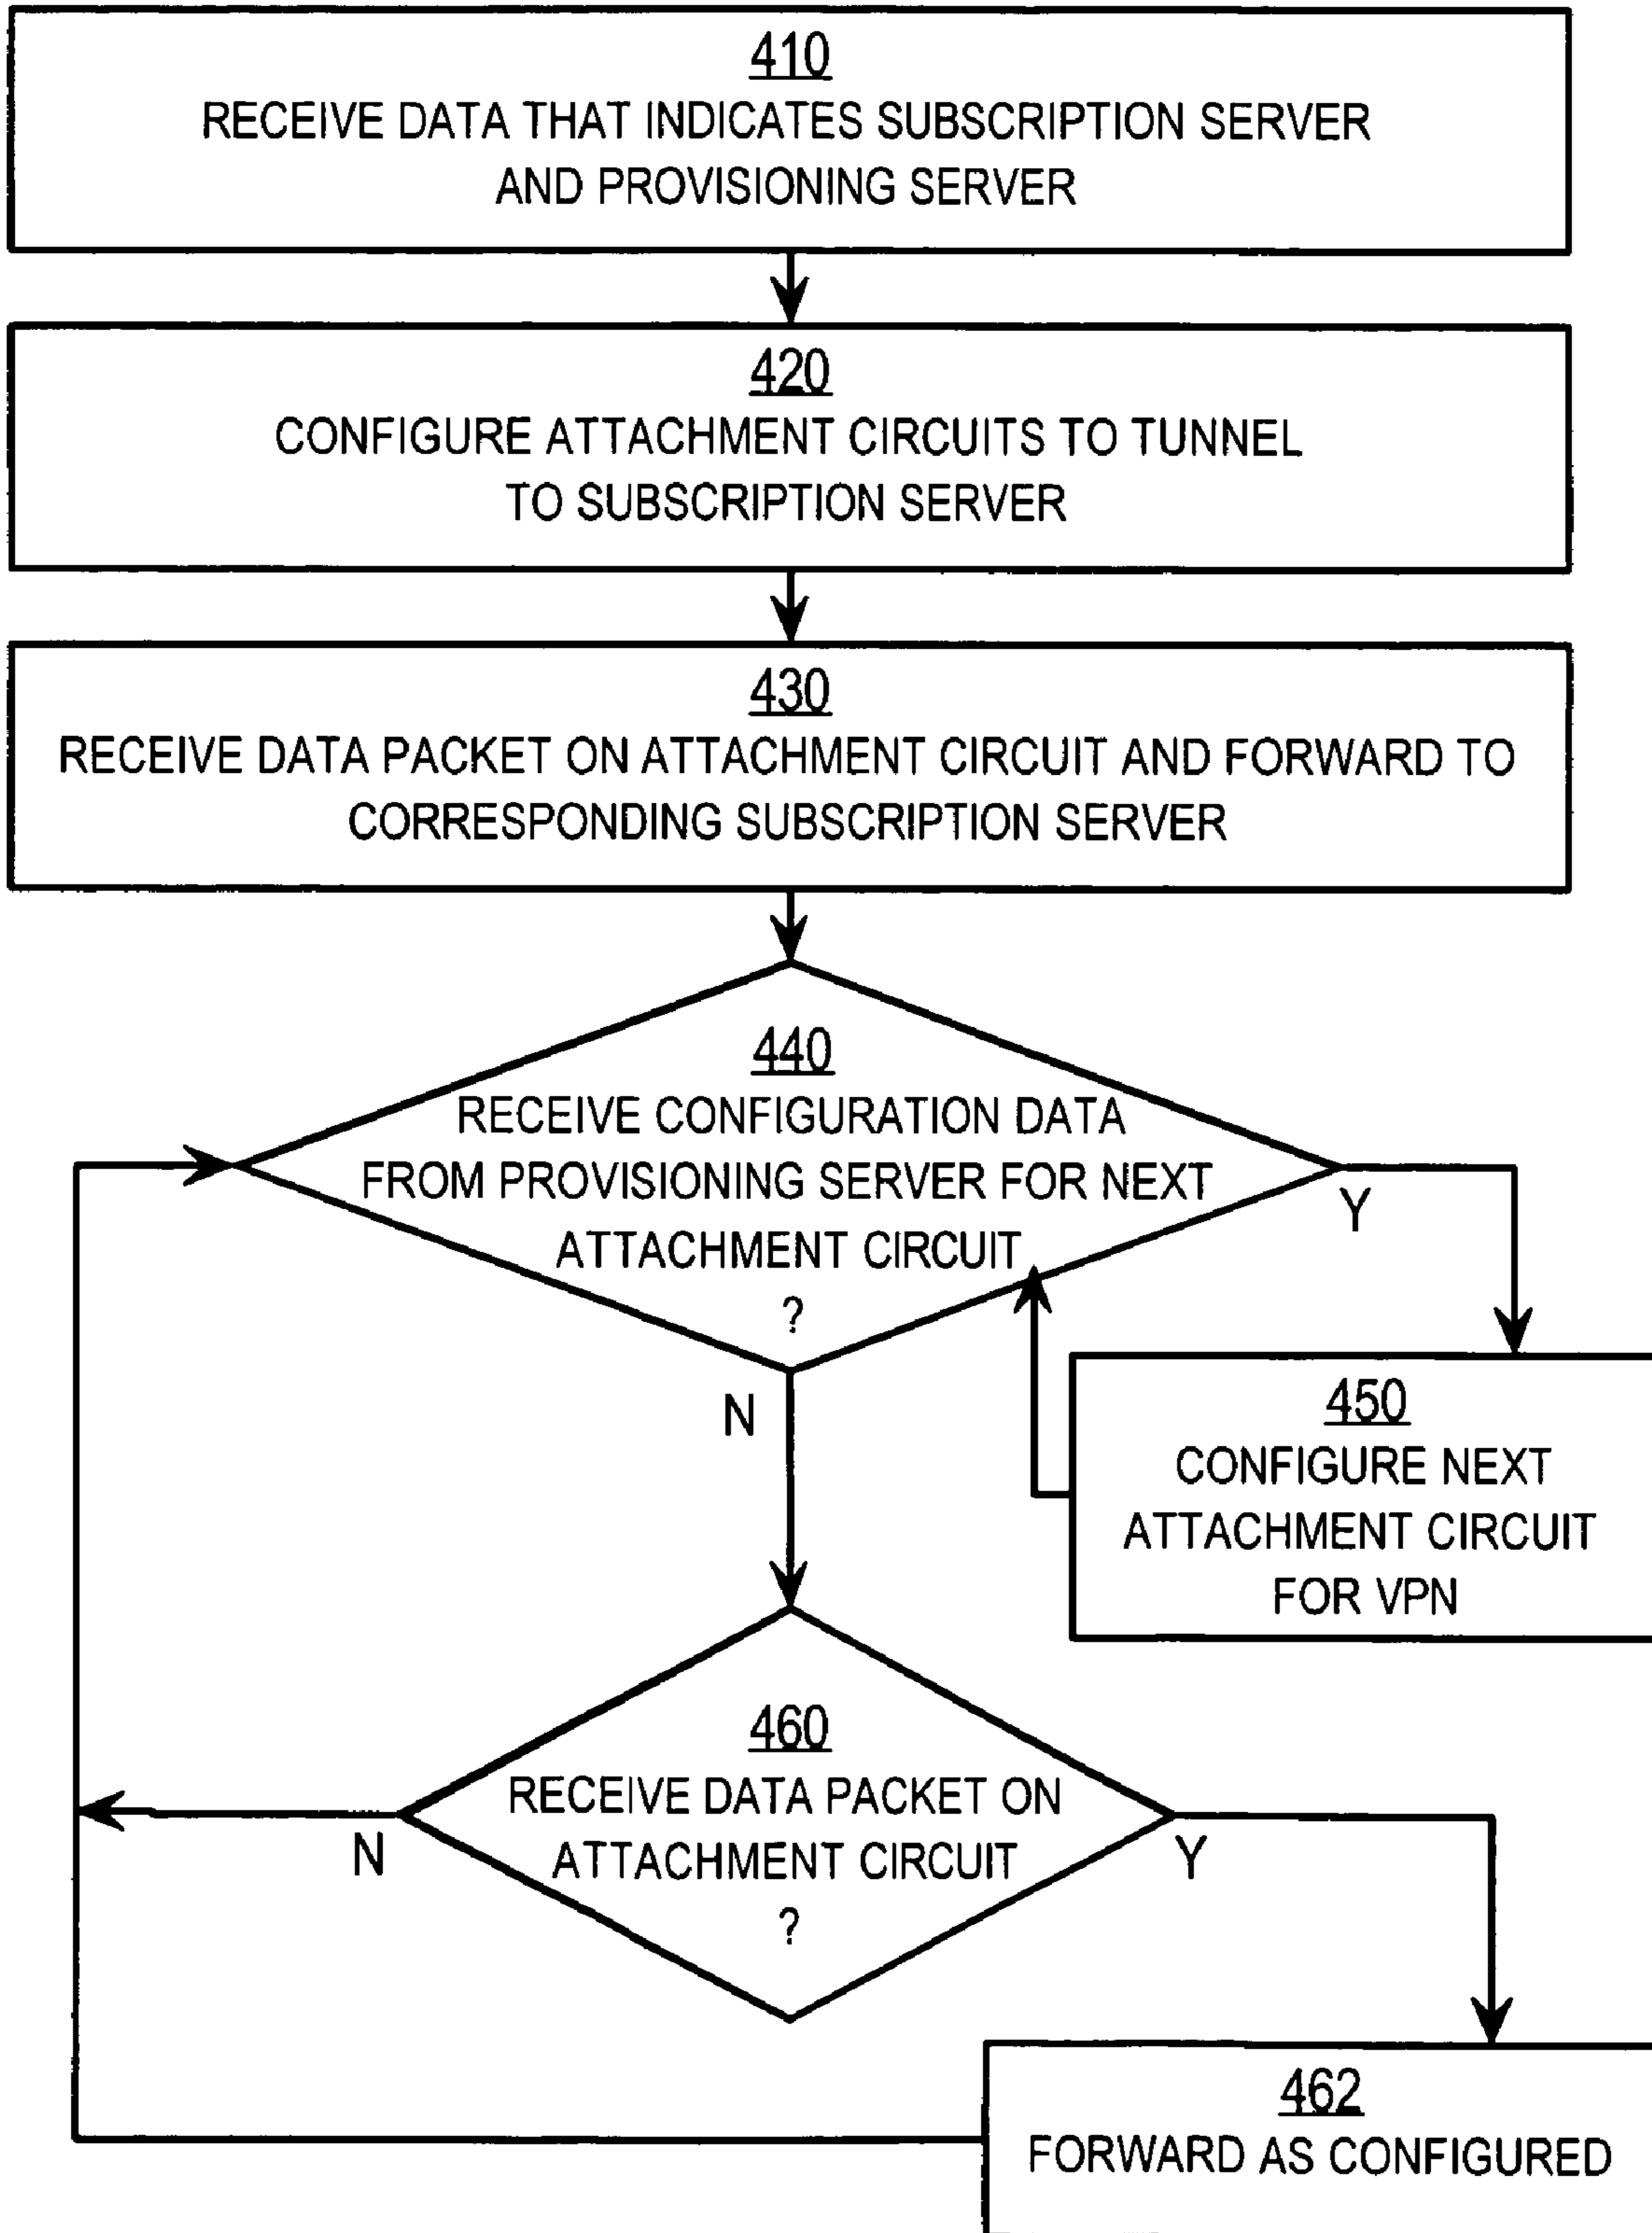 410
RECEIVE DATA THAT INDICATES SUBSCRIPTION SERVER
AND PROVISIONING SERVER
420
CONFIGURE ATTACHMENT CIRCUITS TO TUNNEL
TO SUBSCRIPTION SERVER
430
RECEIVE DATA PACKET ON ATTACHMENT CIRCUIT AND FORWARD TO
CORRESPONDING SUBSCRIPTION SERVER
440
RECEIVE CONFIGURATION DATA
FROM PROVISIONING SERVER FOR NEXT
ATTACHMENT CIRCUIT
?
Y
N
450
CONFIGURE NEXT
ATTACHMENT CIRCUIT
FOR VPN
460
RECEIVE DATA PACKET ON
ATTACHMENT CIRCUIT
?
N
Y
462
FORWARD AS CONFIGURED